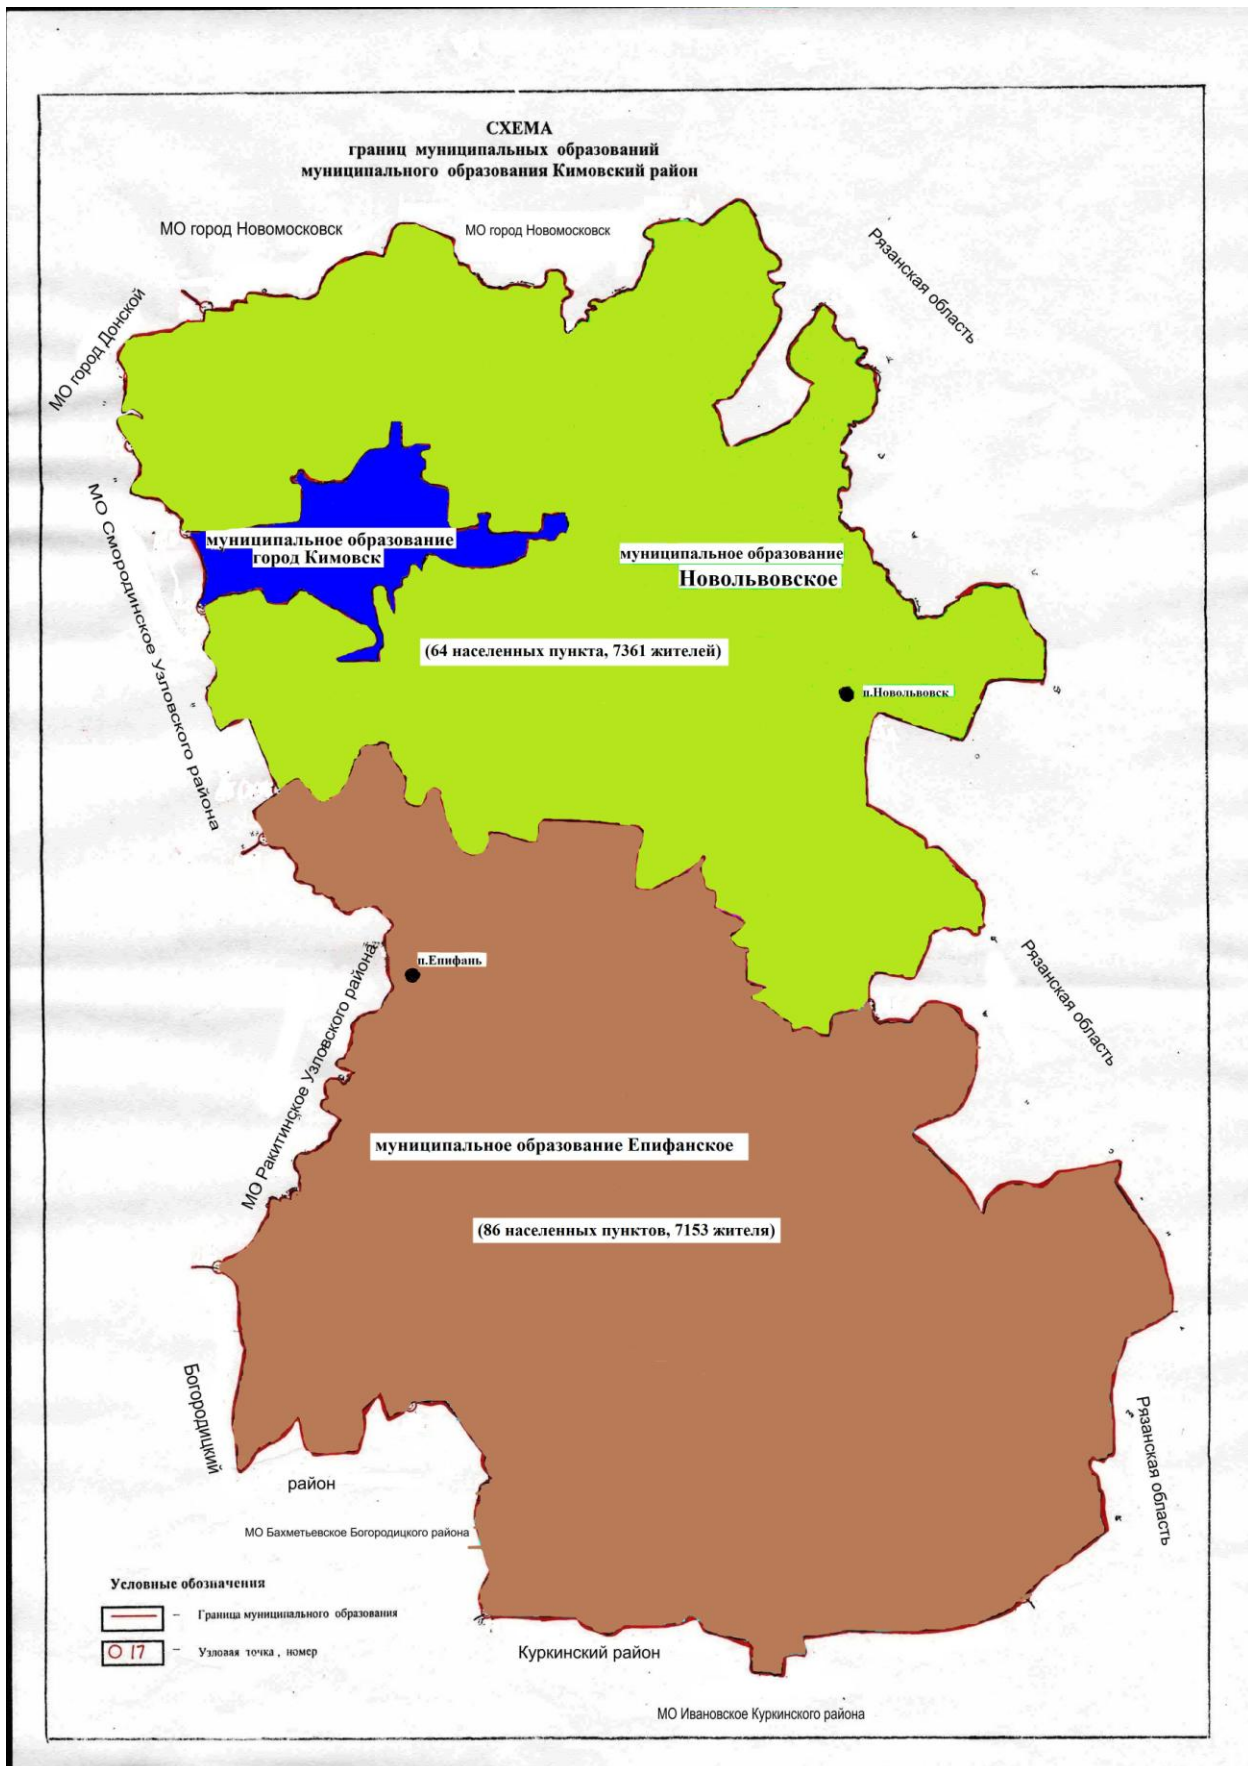 СХЕМА
границ муниципальных образований
муниципального образования Кимовский район
МО город Новомосковск
МО город Новомосковск
Рязанская область
МО город Донской
МО Смородинское Узловского района
муниципальное образование
город Кимовск
муниципальное образование
Новольвовское
(64 населенных пункта, 7361 жителей)
п.Новольвовск
п.Епифань
Рязанская область
МО Ракитинское Узловского района
муниципальное образование Епифанское
(86 населенных пунктов, 7153 жителя)
Богородицкий
район
Рязанская область
МО Бахметьевское Богородицкого района
Условные обозначения
– Граница муниципального образования
17 – Узловая точка, номер
Куркинский район
МО Ивановское Куркинского района